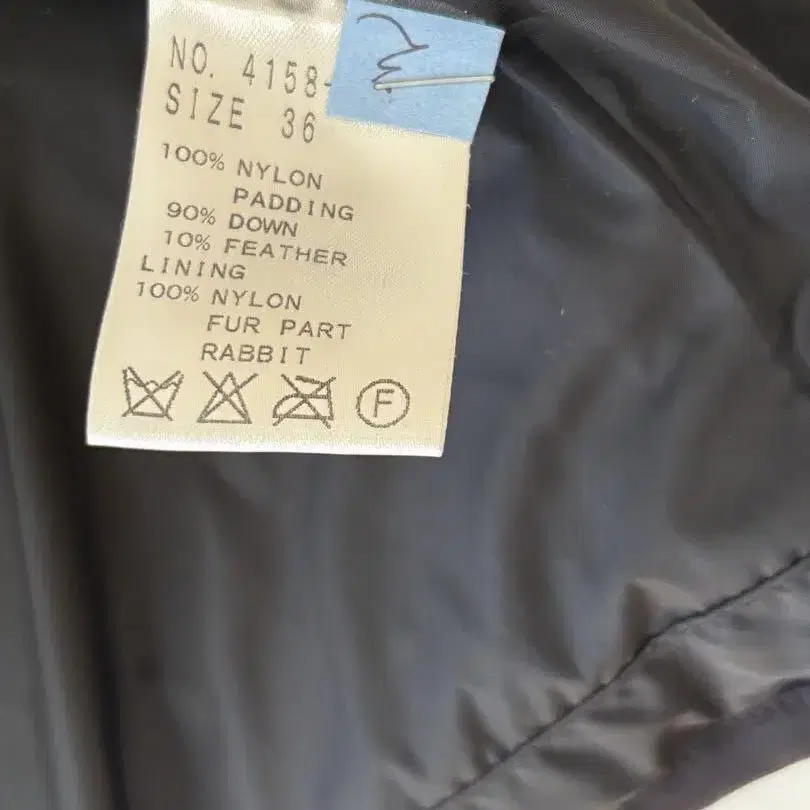 NO. 4158-
SIZE 36
100% NYLON
PADDING
90% DOWN
10% FEATHER
LINING
100% NYLON
FUR PART
RABBIT
F